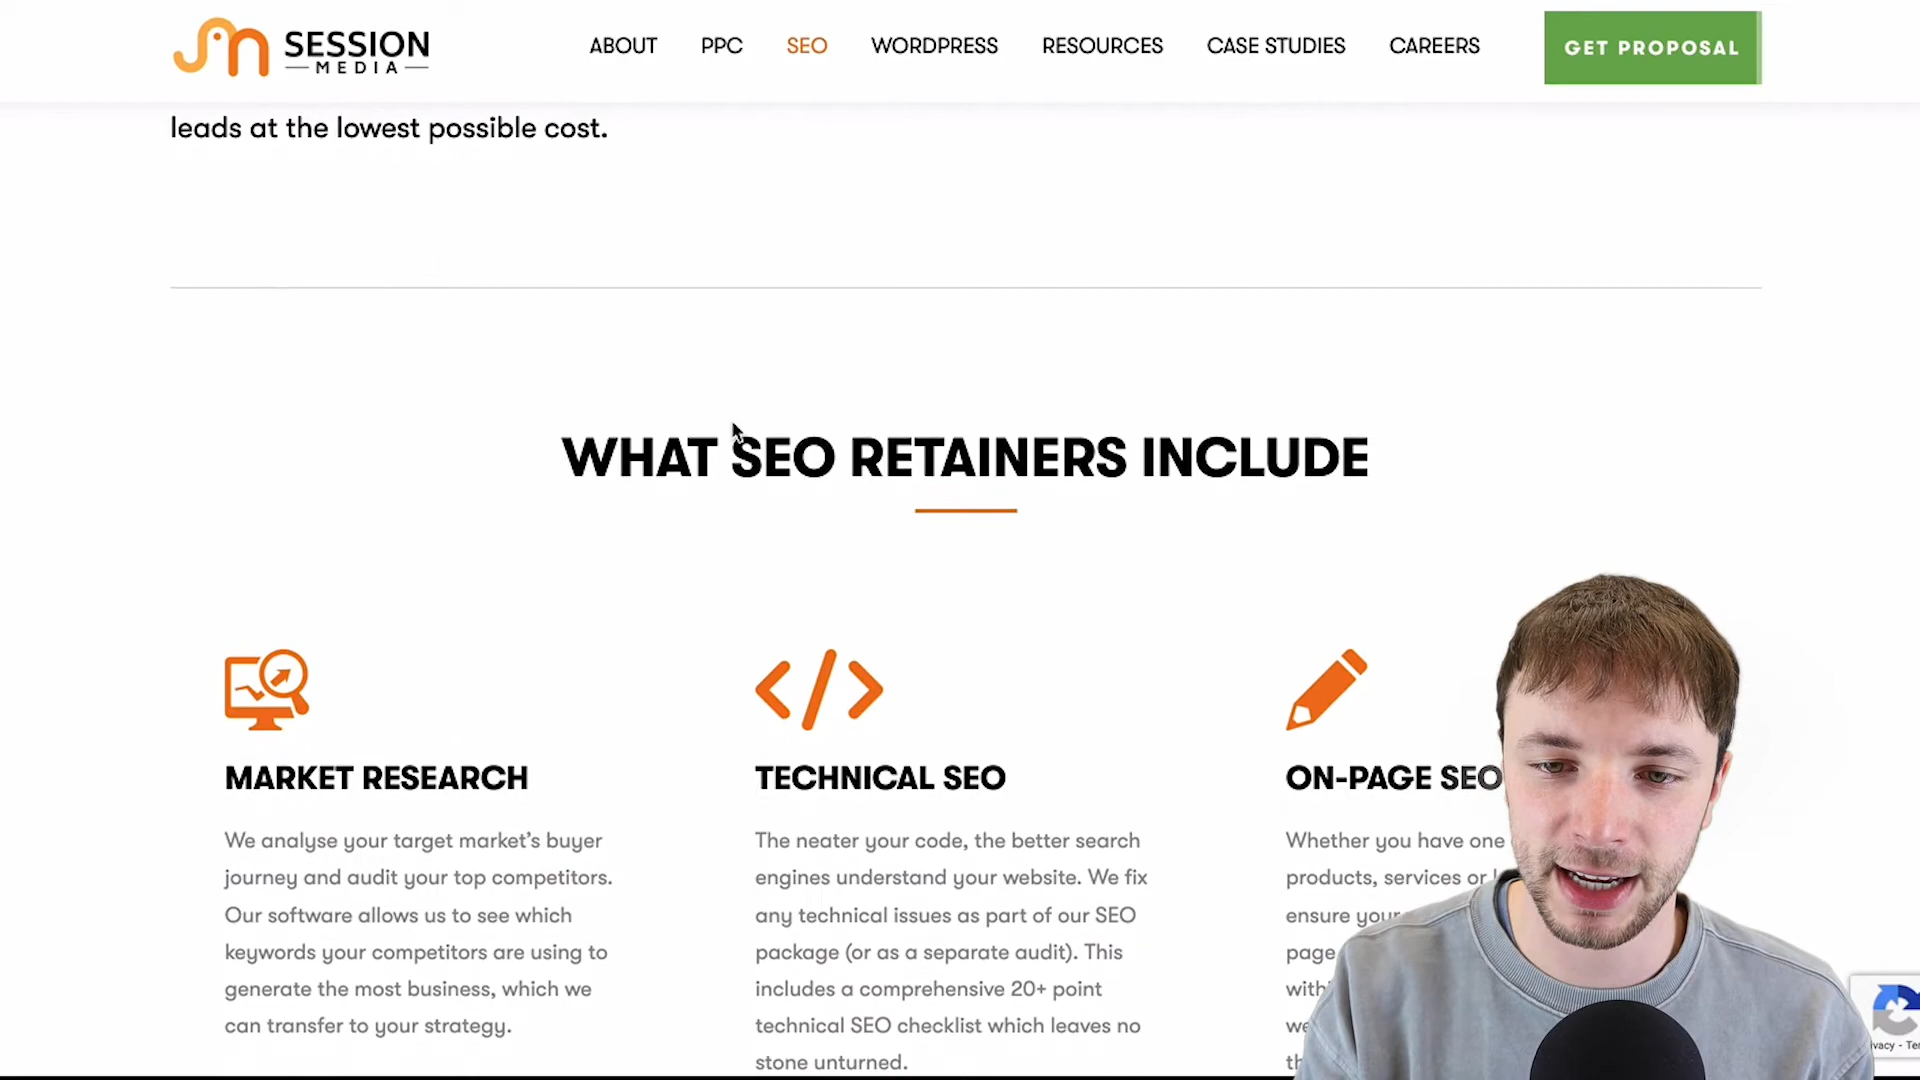 SESSION
MEDIA
ABOUT PPC SEO WORDPRESS RESOURCES CASE STUDIES CAREERS
GET PROPOSAL
leads at the lowest possible cost.
WHAT SEO RETAINERS INCLUDE
MARKET RESEARCH
We analyse your target market’s buyer
journey and audit your top competitors.
Our software allows us to see which
keywords your competitors are using to
generate the most business, which we
can transfer to your strategy.
TECHNICAL SEO
The neater your code, the better search
engines understand your website. We fix
any technical issues as part of our SEO
package (or as a separate audit). This
includes a comprehensive 20+ point
technical SEO checklist which leaves no
stone unturned.
ON-PAGE SEO
Whether you have one
products, services or
ensure your
page